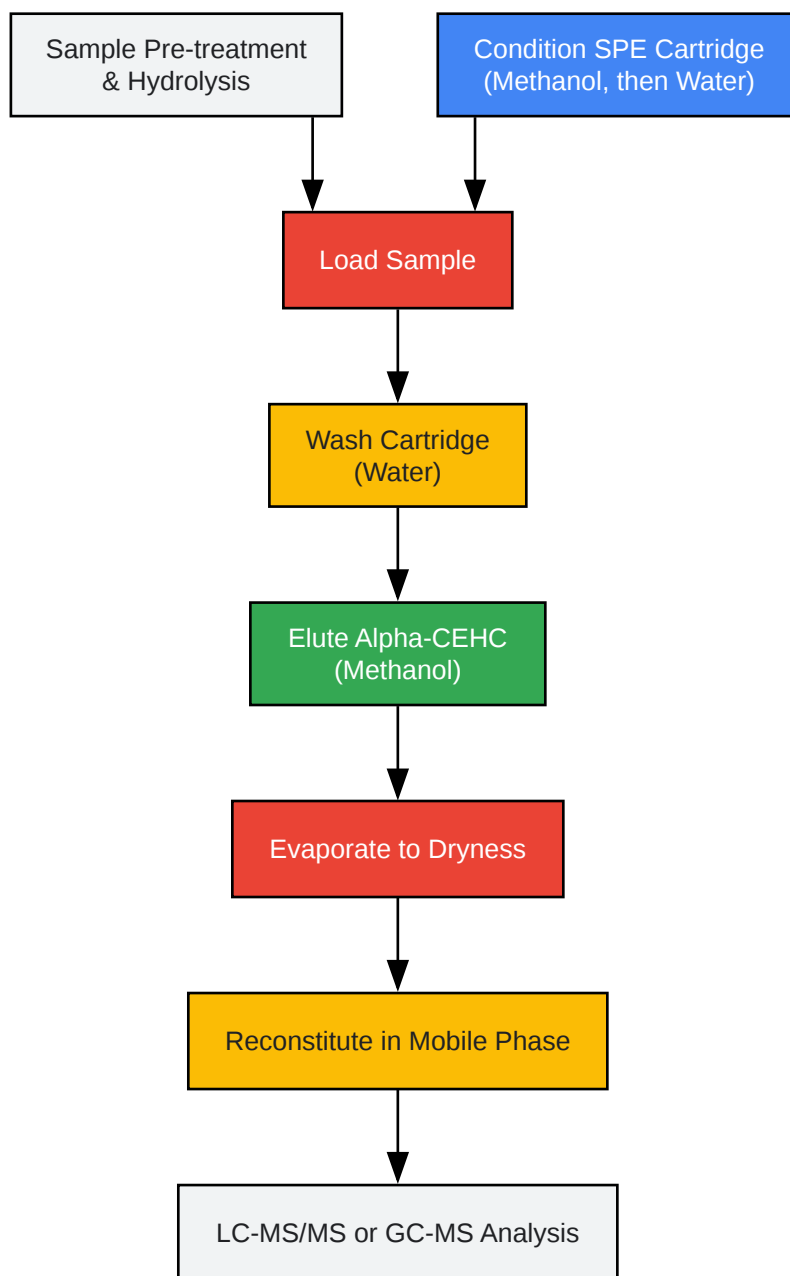 Sample Pre-treatment
& Hydrolysis
Condition SPE Cartridge
(Methanol, then Water)
Load Sample
Wash Cartridge
(Water)
Elute Alpha-CEHC
(Methanol)
Evaporate to Dryness
Reconstitute in Mobile Phase
LC-MS/MS or GC-MS Analysis